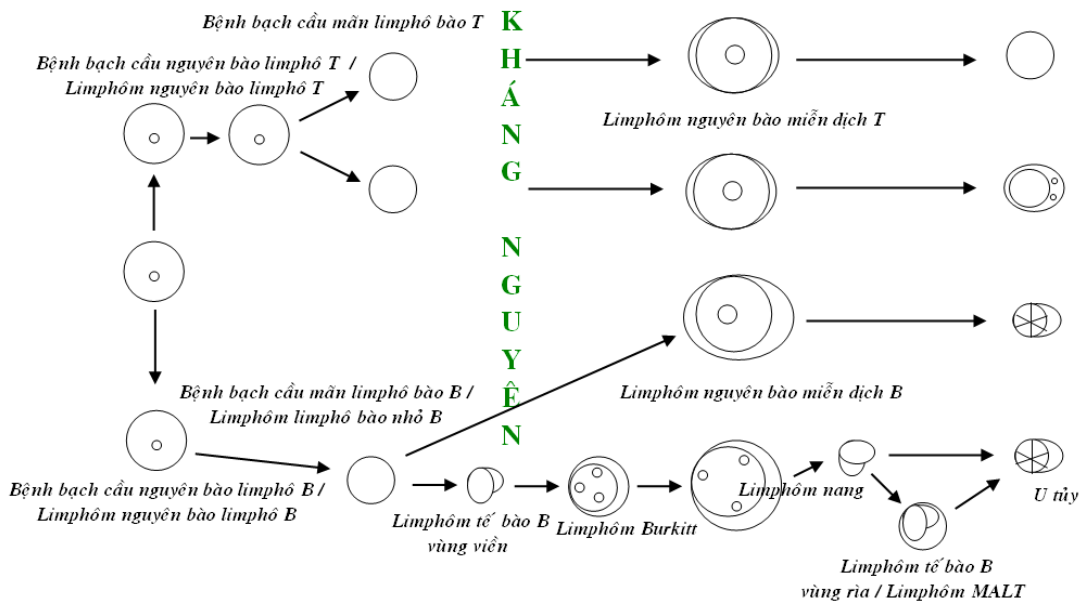 Bệnh bạch cầu mãn limphô bào T
Bệnh bạch cầu nguyên bào limphô T /
Limphôm nguyên bào limphô T
KHÁNG NGUYÊN
Limphôm nguyên bào miễn dịch T
Bệnh bạch cầu mãn limphô bào B /
Limphôm limphô bào nhỏ B
Limphôm nguyên bào miễn dịch B
Bệnh bạch cầu nguyên bào limphô B /
Limphôm nguyên bào limphô B
Limphôm tế bào B
vùng viền
Limphôm Burkitt
Limphôm nang
U tủy
Limphôm tế bào B
vùng rìa / Limphôm MALT